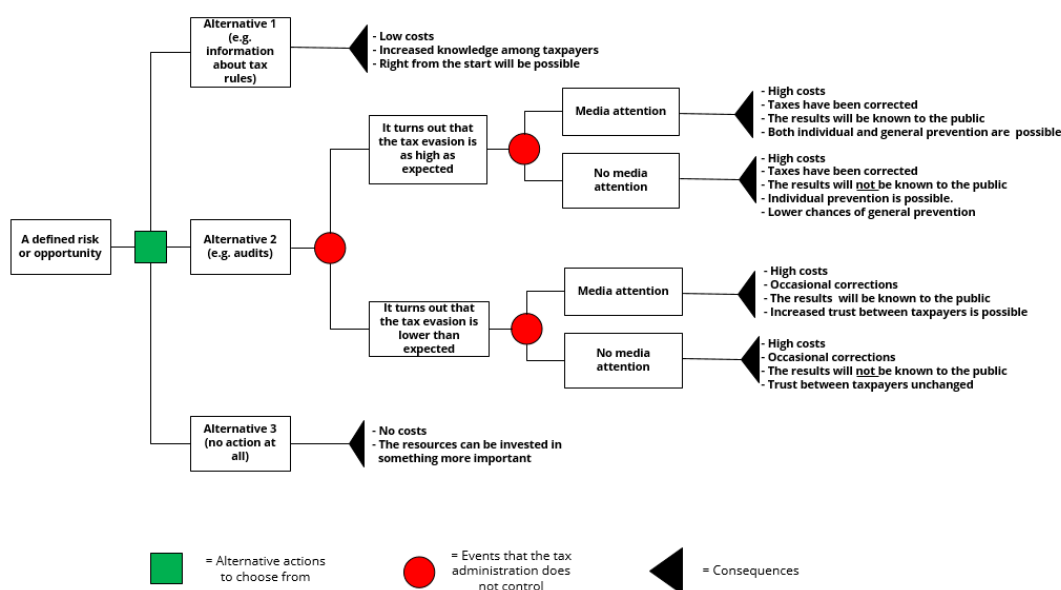 Alternative 1
(e.g.
information
about tax
rules)
- Low costs
- Increased knowledge among taxpayers
- Right from the start will be possible
It turns out that
the tax evasion is
as high as
expected
Media attention
- High costs
- Taxes have been corrected
- The results will be known to the public
- Both individual and general prevention are possible
No media
attention
- High costs
- Taxes have been corrected
- The results will not be known to the public
- Individual prevention is possible.
- Lower chances of general prevention
A defined risk
or opportunity
Alternative 2
(e.g. audits)
It turns out that
the tax evasion is
lower than
expected
Media attention
- High costs
- Occasional corrections
- The results will be known to the public
- Increased trust between taxpayers is possible
No media
attention
- High costs
- Occasional corrections
- The results will not be known to the public
- Trust between taxpayers unchanged
Alternative 3
(no action at
all)
- No costs
- The resources can be invested in
something more important
= Alternative actions
to choose from
= Events that the tax
administration does
not control
= Consequences